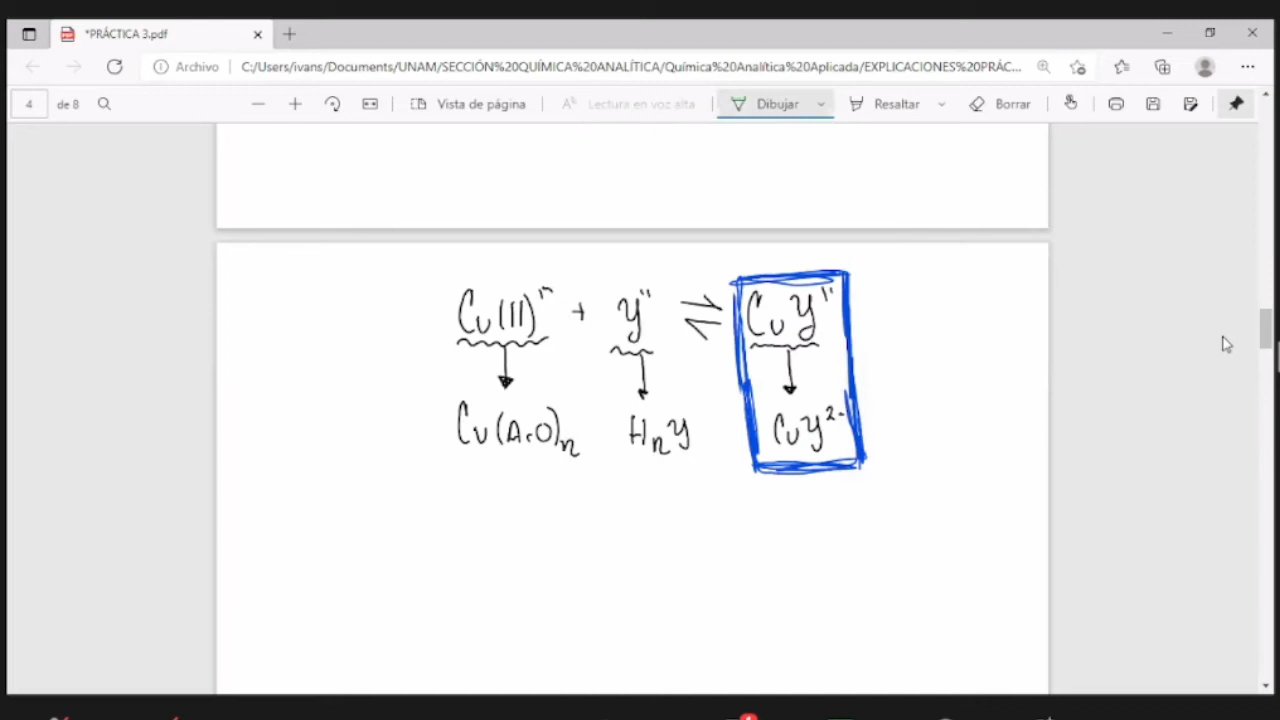 *PRÁCTICA 3.pdf
Archivo C:/Users/ivans/Documents/UNAM/SECCIÓN%20QUÍMICA%20ANALÍTICA/Química%20Analítica%20Aplicada/EXPLICACIONES%20PRÁC...
4 de 8 Vista de página Lectura en voz alta Dibujar Resaltar Borrar
Cu(II)'' + y'' ⇌ Cuy''
Cu(AcO)n Hny Cuy²⁻